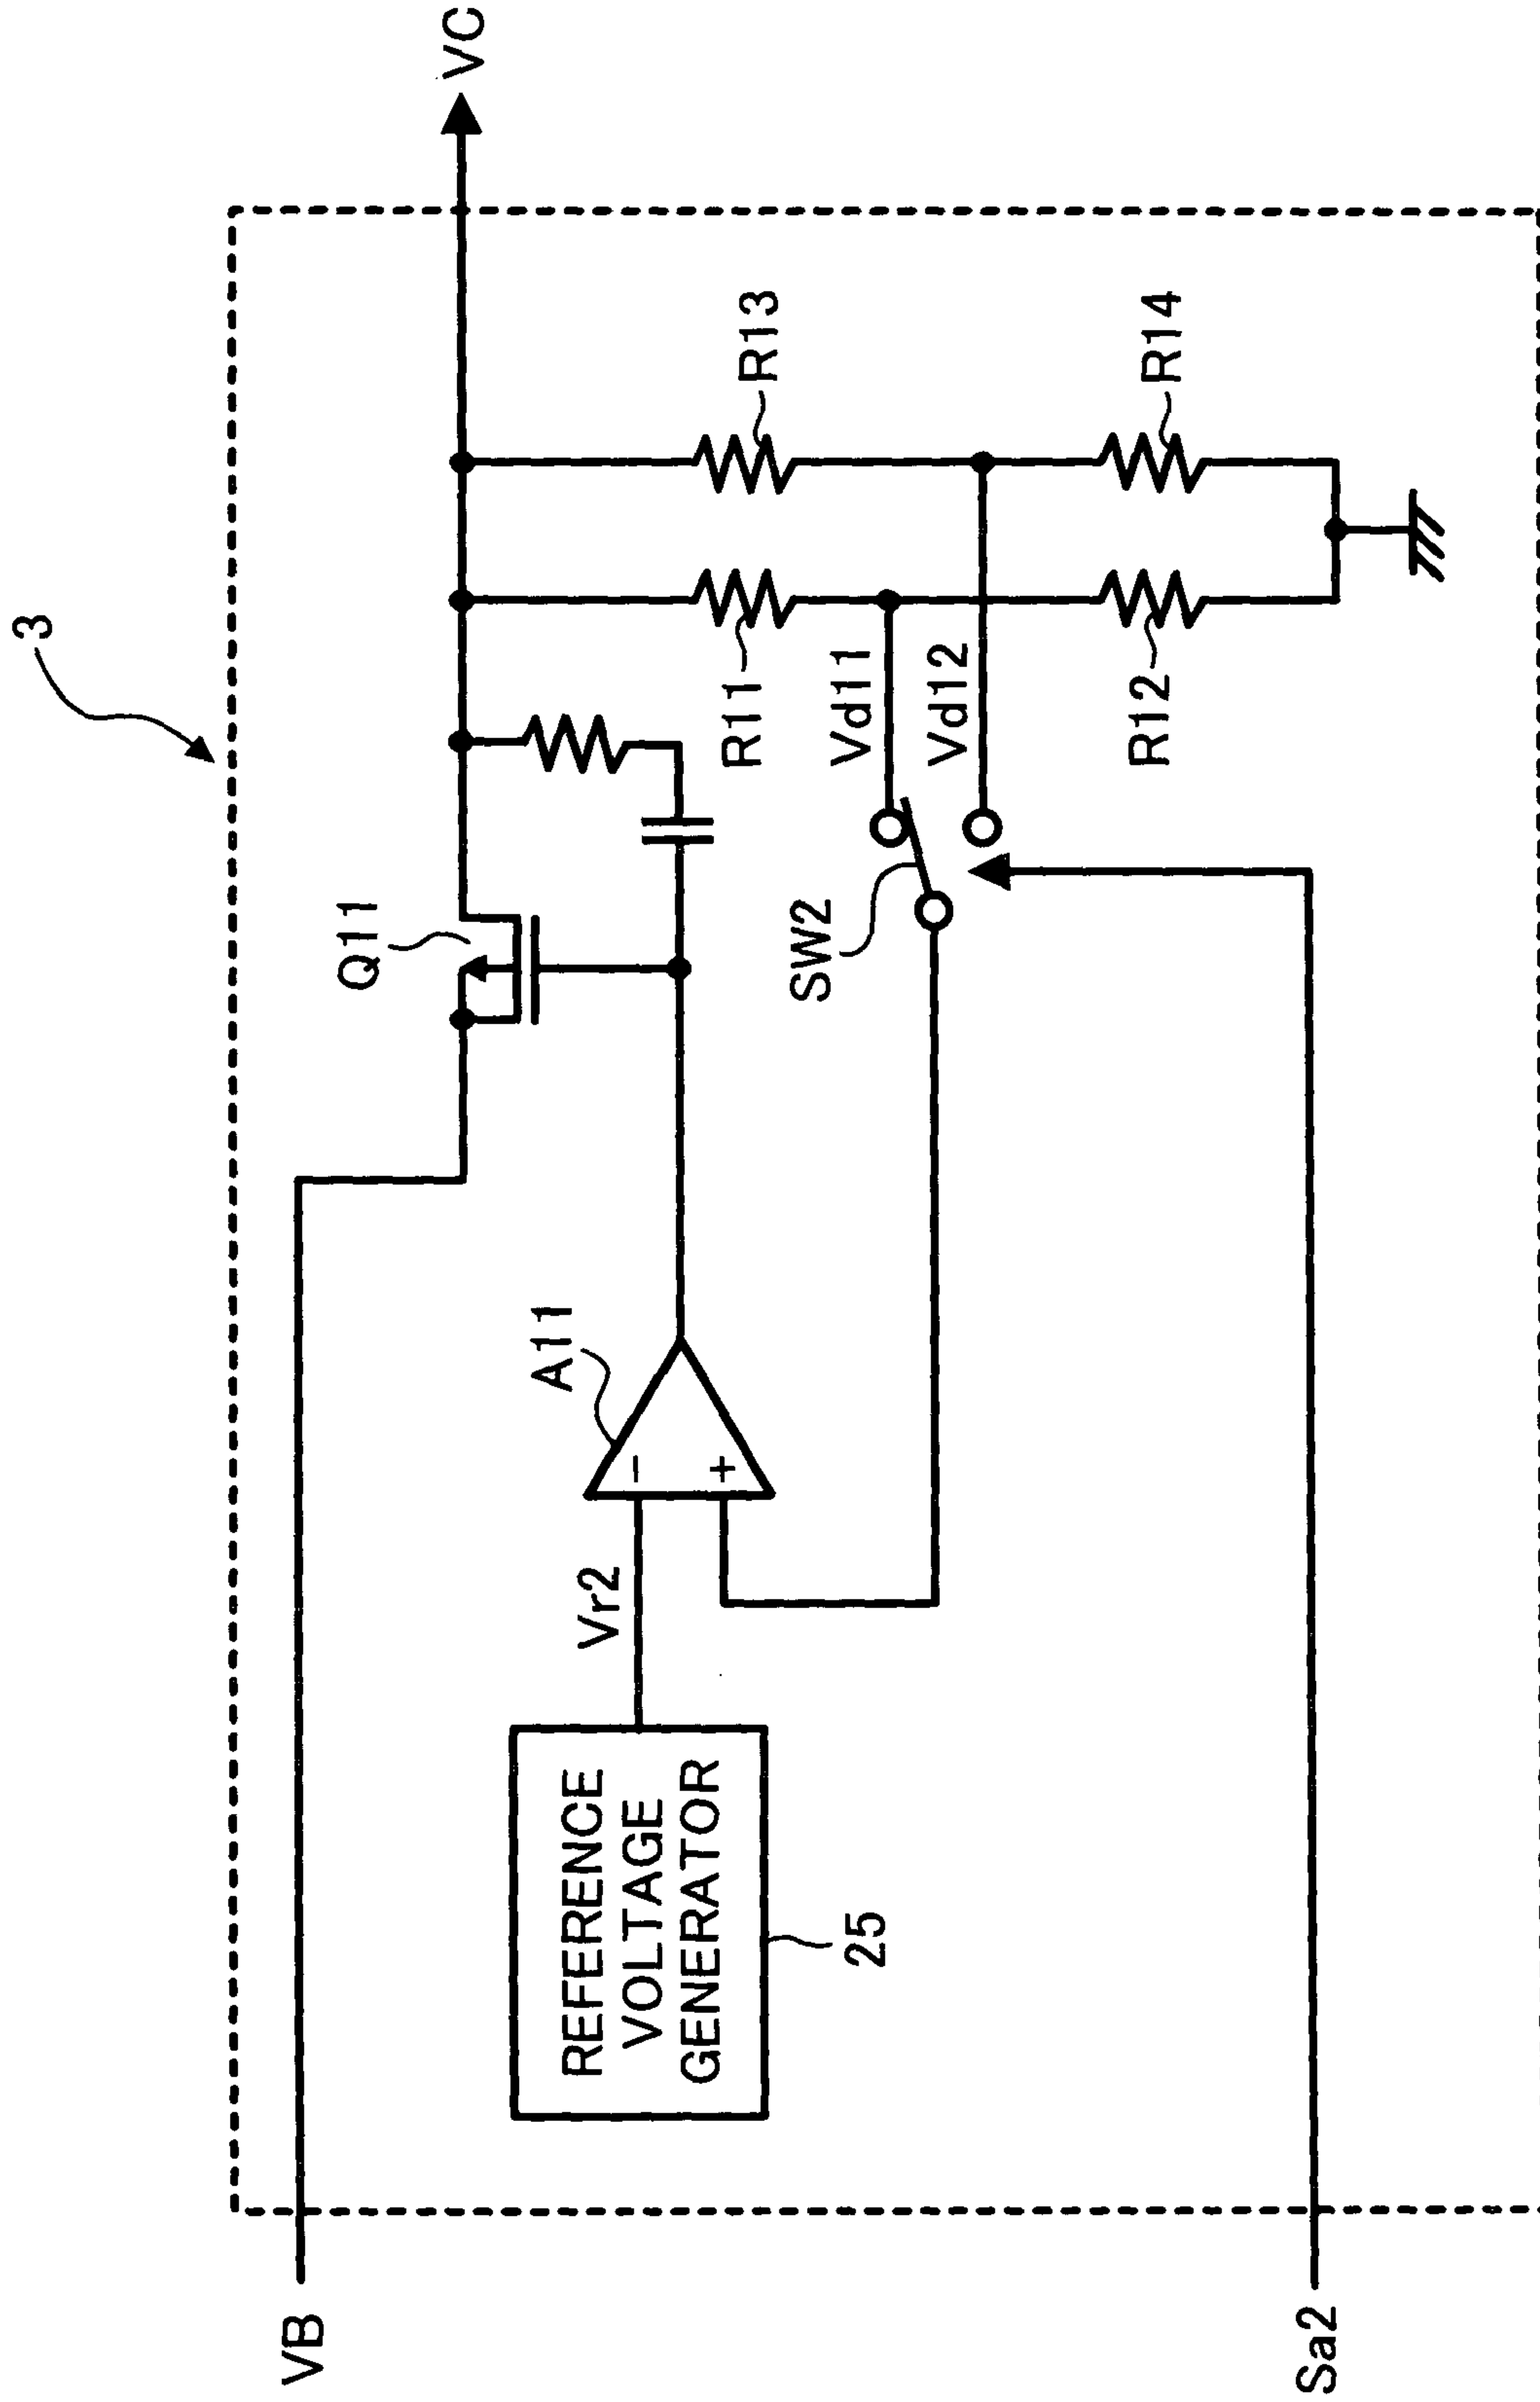 3
VB
VC
Q11
A11
Vr2
-
+
REFERENCE
VOLTAGE
GENERATOR
25
R11
R13
Vd11
Vd12
SW2
R12
R14
Sa2